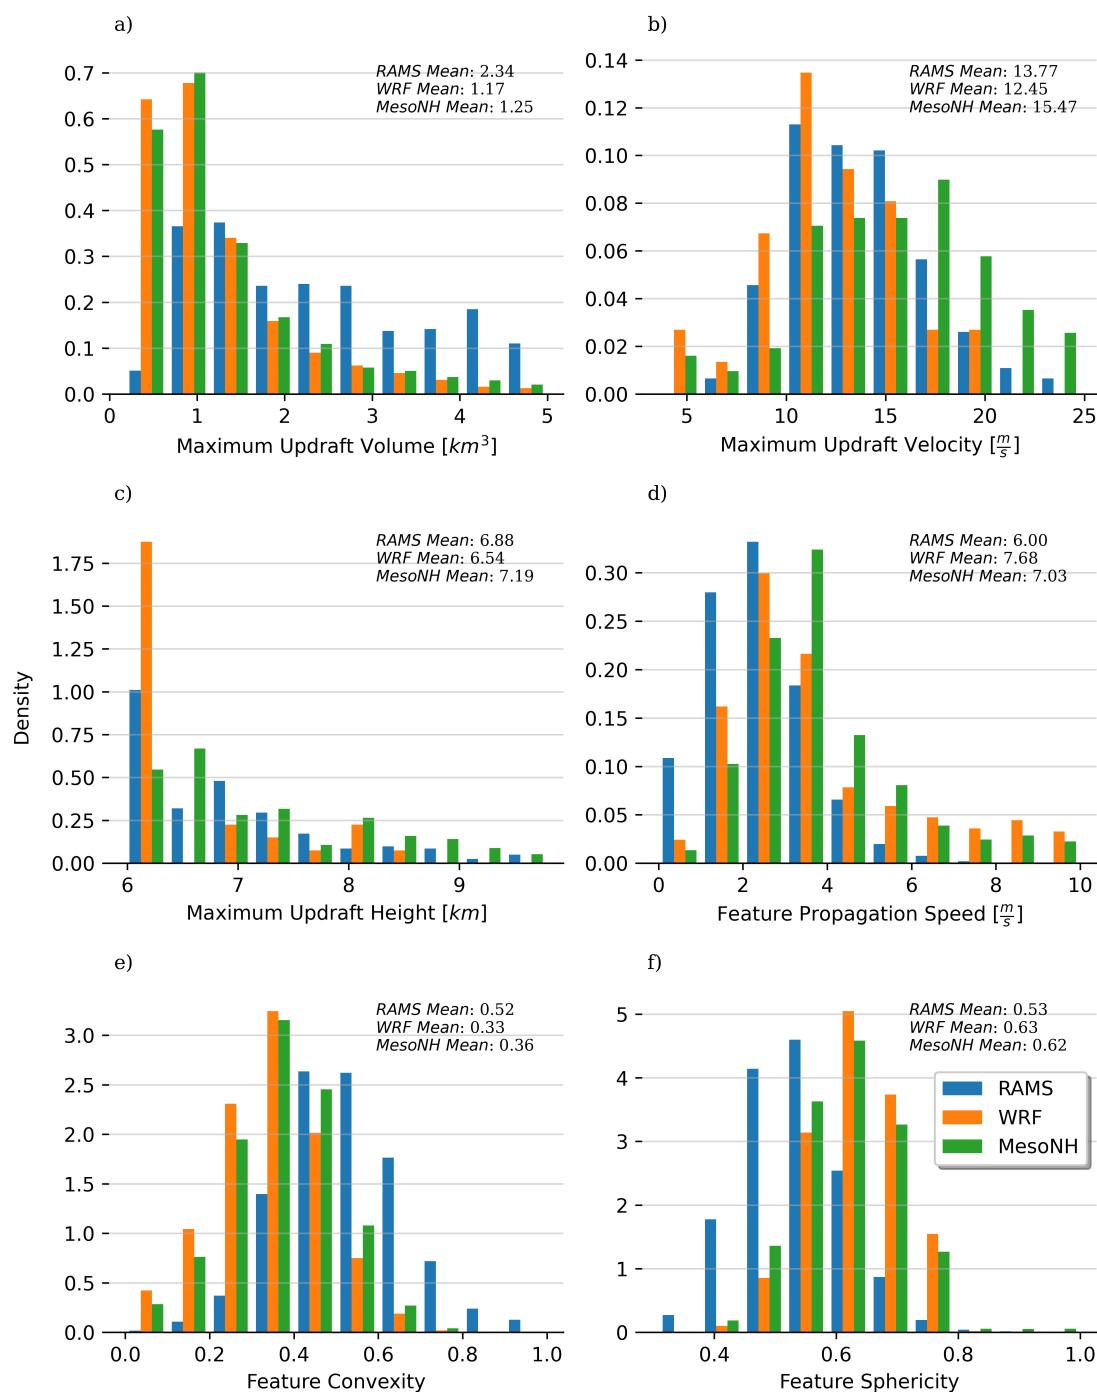 a)
RAMS Mean: 2.34
WRF Mean: 1.17
MesoNH Mean: 1.25
0.7
0.6
0.5
0.4
0.3
0.2
0.1
0.0
0 1 2 3 4 5
Maximum Updraft Volume [km³]
b)
RAMS Mean: 13.77
WRF Mean: 12.45
MesoNH Mean: 15.47
0.14
0.12
0.10
0.08
0.06
0.04
0.02
0.00
5 10 15 20 25
Maximum Updraft Velocity [m/s]
c)
RAMS Mean: 6.88
WRF Mean: 6.54
MesoNH Mean: 7.19
1.75
1.50
1.25
1.00
0.75
0.50
0.25
0.00
Density
6 7 8 9
Maximum Updraft Height [km]
d)
RAMS Mean: 6.00
WRF Mean: 7.68
MesoNH Mean: 7.03
0.30
0.25
0.20
0.15
0.10
0.05
0.00
0 2 4 6 8 10
Feature Propagation Speed [m/s]
e)
RAMS Mean: 0.52
WRF Mean: 0.33
MesoNH Mean: 0.36
3.0
2.5
2.0
1.5
1.0
0.5
0.0
0.0 0.2 0.4 0.6 0.8 1.0
Feature Convexity
f)
RAMS Mean: 0.53
WRF Mean: 0.63
MesoNH Mean: 0.62
RAMS
WRF
MesoNH
5
4
3
2
1
0
0.4 0.6 0.8 1.0
Feature Sphericity